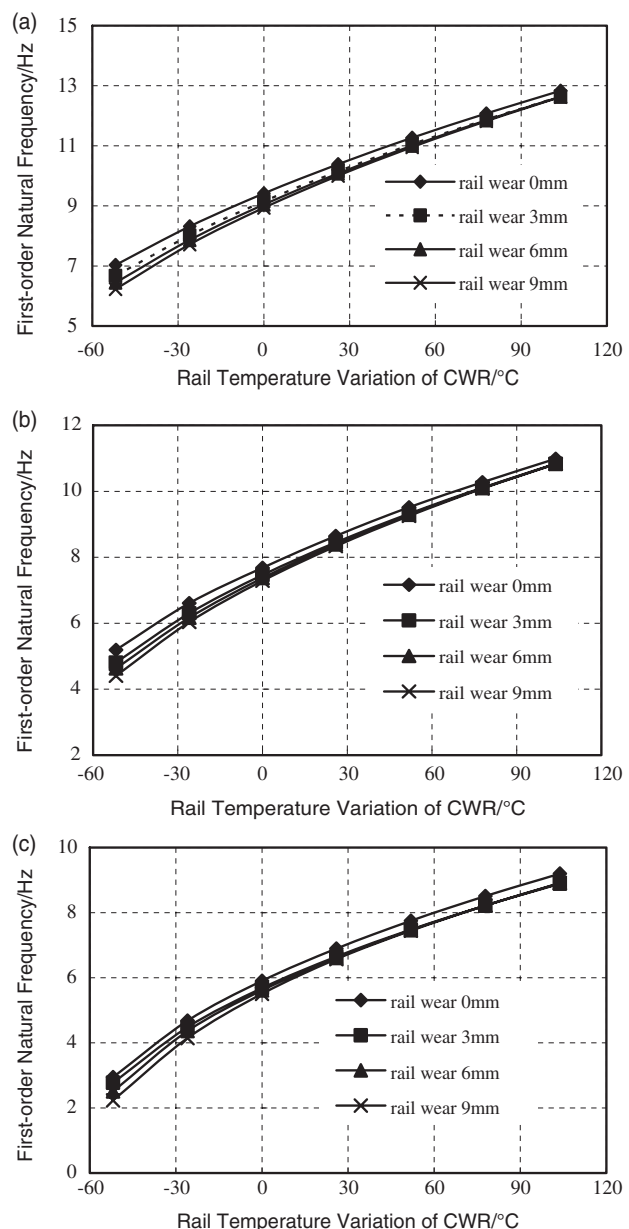 (a)
15
13
11
9
7
5
First-order Natural Frequency/Hz
rail wear 0mm
rail wear 3mm
rail wear 6mm
rail wear 9mm
-60 -30 0 30 60 90 120
Rail Temperature Variation of CWR/°C
(b)
12
10
8
6
4
2
First-order Natural Frequency/Hz
rail wear 0mm
rail wear 3mm
rail wear 6mm
rail wear 9mm
-60 -30 0 30 60 90 120
Rail Temperature Variation of CWR/°C
(c)
10
8
6
4
2
0
First-order Natural Frequency/Hz
rail wear 0mm
rail wear 3mm
rail wear 6mm
rail wear 9mm
-60 -30 0 30 60 90 120
Rail Temperature Variation of CWR/°C